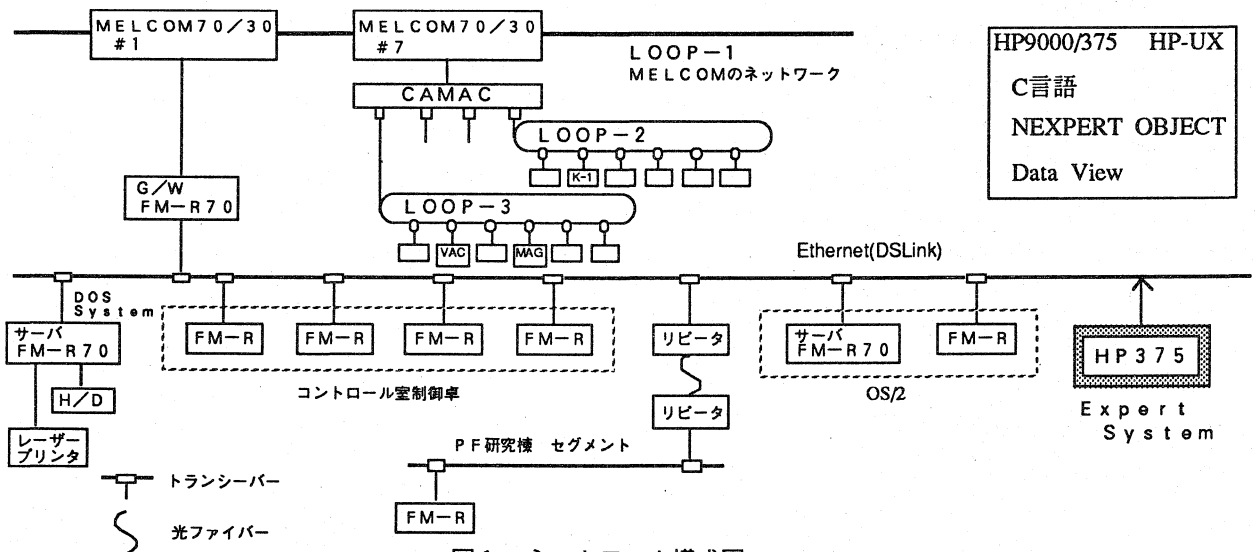 MELCOM70/30
#1
MELCOM70/30
#7
LOOP-1
MELCOMのネットワーク
HP9000/375 HP-UX
C言語
NEXPERT OBJECT
Data View
CAMAC
LOOP-2
K-1
G/W
FM-R70
LOOP-3
VAC
MAG
Ethernet(DSLink)
DOS
System
サーバ
FM-R70
FM-R
FM-R
FM-R
FM-R
リピータ
サーバ
FM-R70
FM-R
HP375
H/D
コントロール室制御卓
リピータ
OS/2
Expert
System
レーザー
プリンタ
PF研究棟 セグメント
トランシーバー
FM-R
光ファイバー